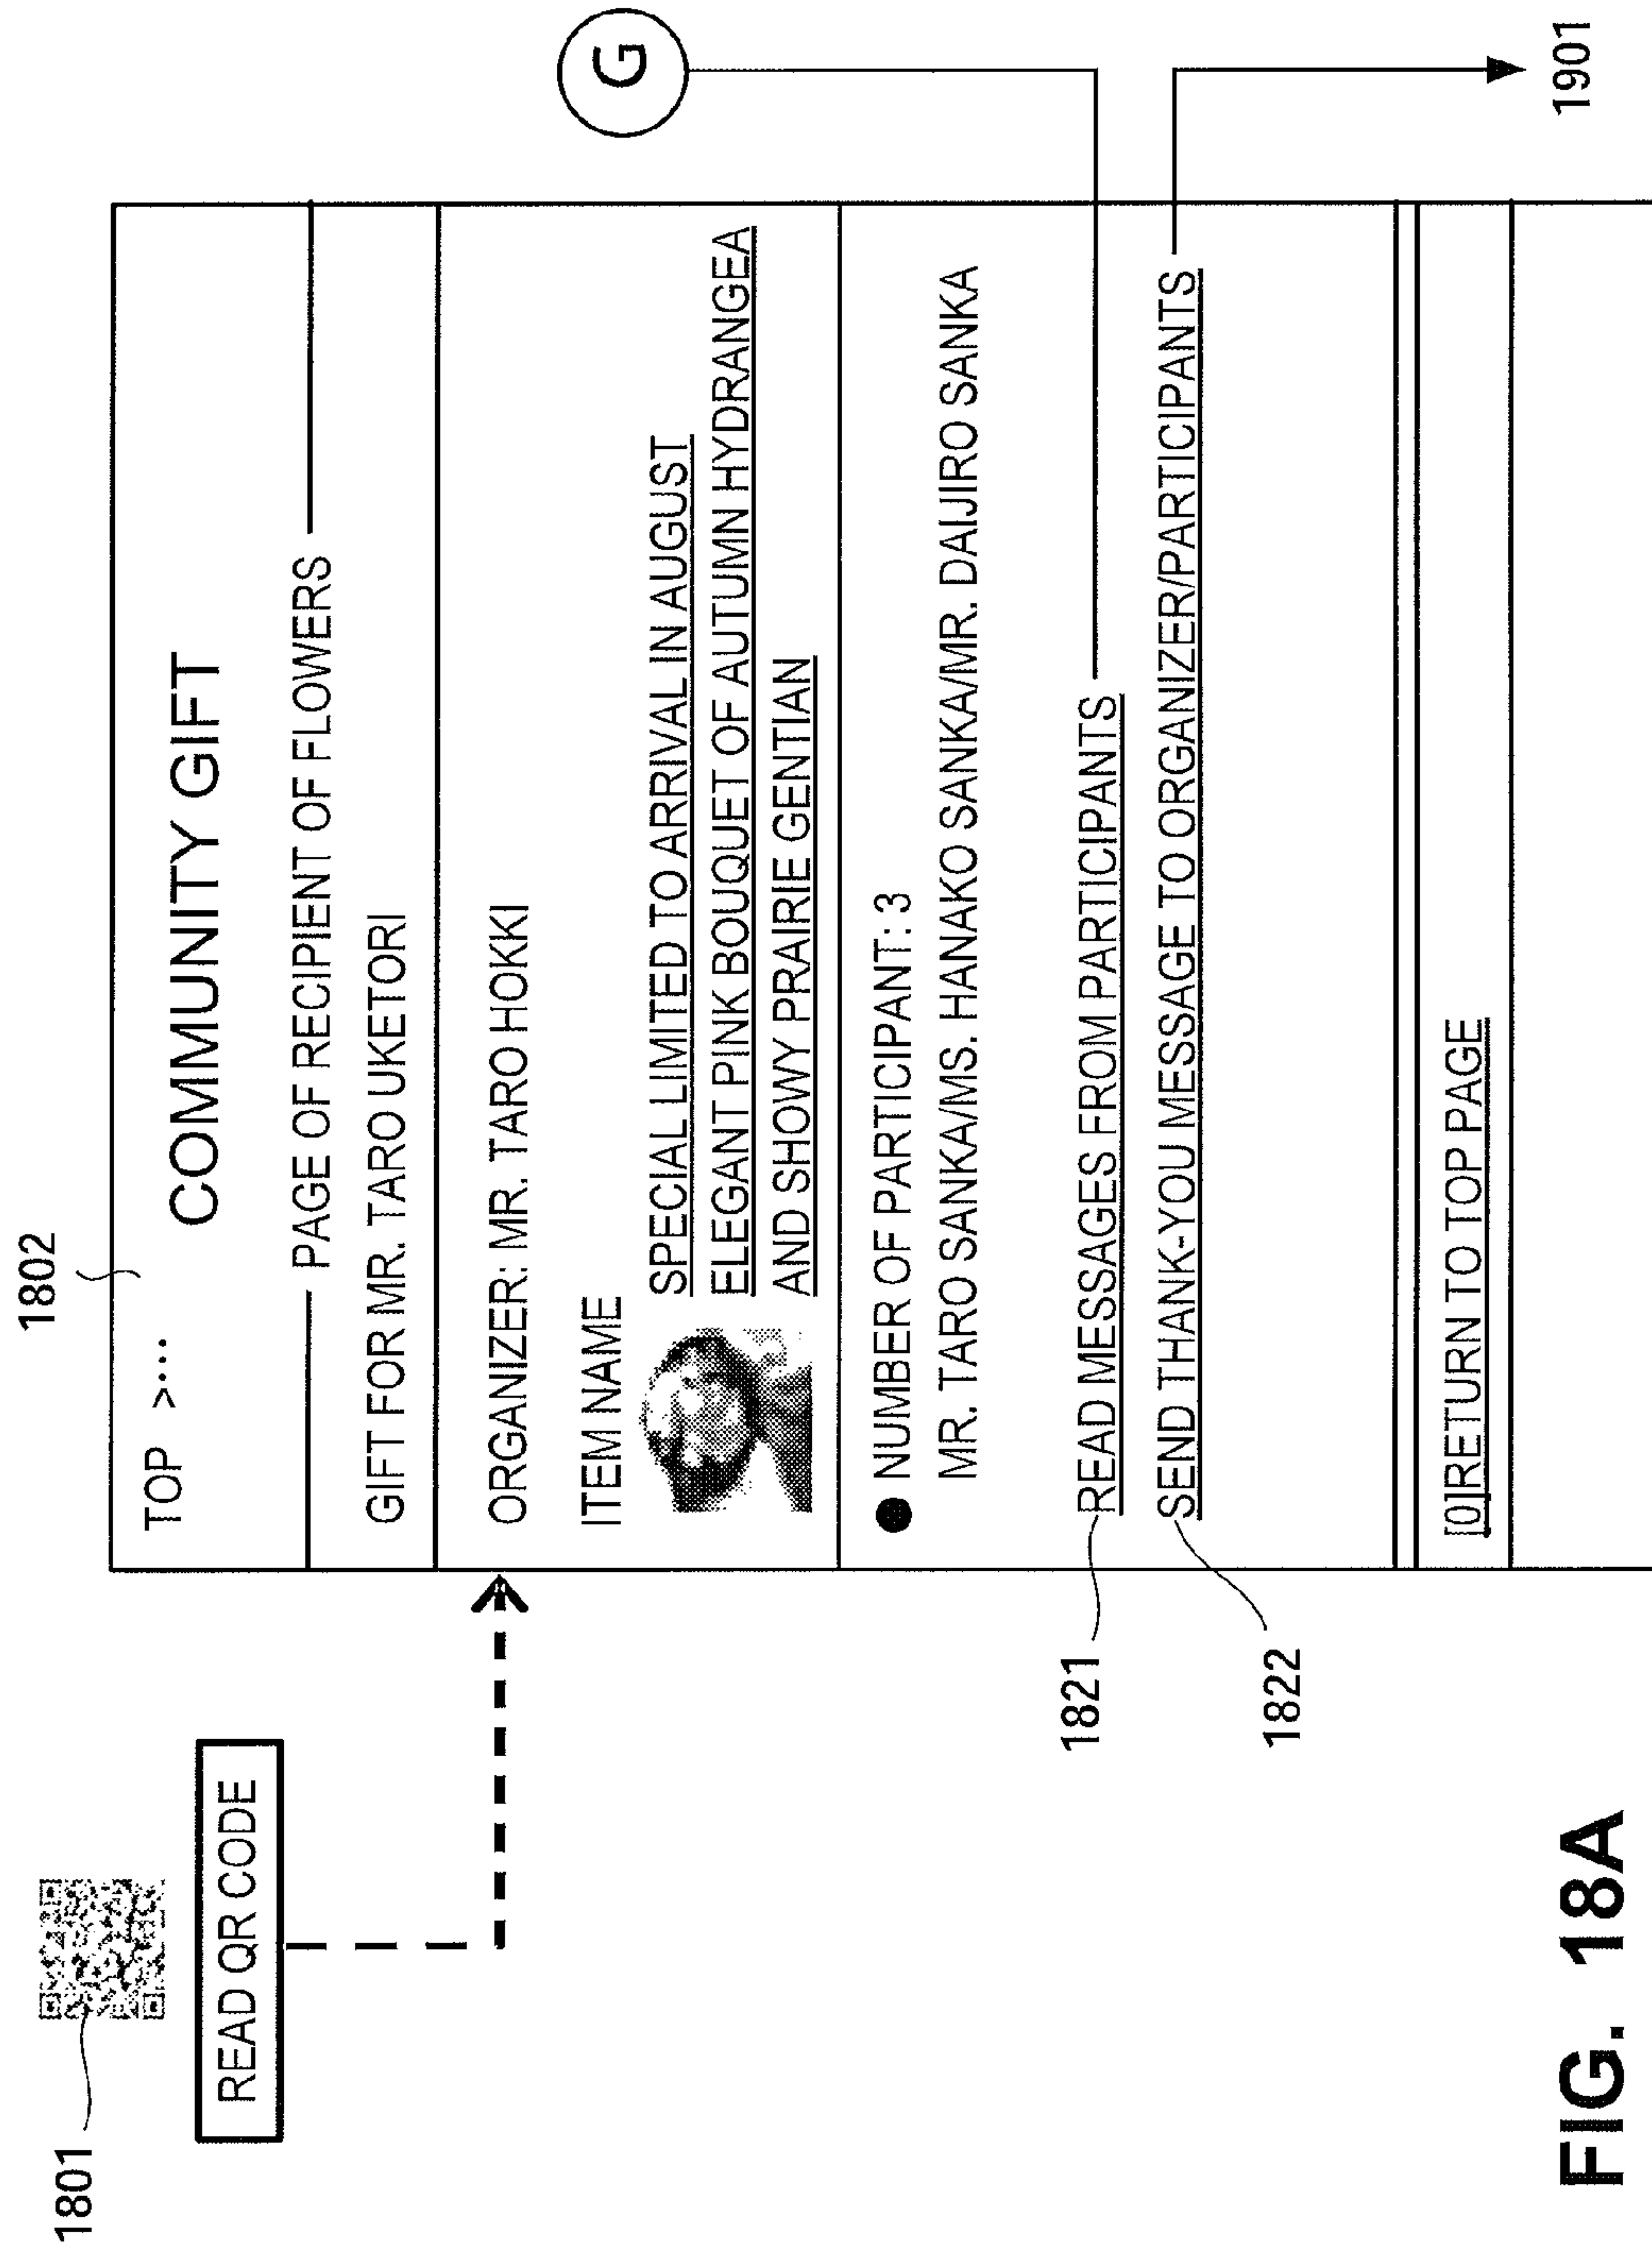 1801
READ QR CODE
1802
TOP >...
COMMUNITY GIFT
PAGE OF RECIPIENT OF FLOWERS
GIFT FOR MR. TARO UKETORI
ORGANIZER: MR. TARO HOKKI
ITEM NAME
SPECIAL LIMITED TO ARRIVAL IN AUGUST
ELEGANT PINK BOUQUET OF AUTUMN HYDRANGEA
AND SHOWY PRAIRIE GENTIAN
● NUMBER OF PARTICIPANT: 3
MR. TARO SANKA/MS. HANAKO SANKA/MR. DAIJIRO SANKA
1821
READ MESSAGES FROM PARTICIPANTS
G
1822
SEND THANK-YOU MESSAGE TO ORGANIZER/PARTICIPANTS
1901
[0]RETURN TO TOP PAGE
FIG. 18A